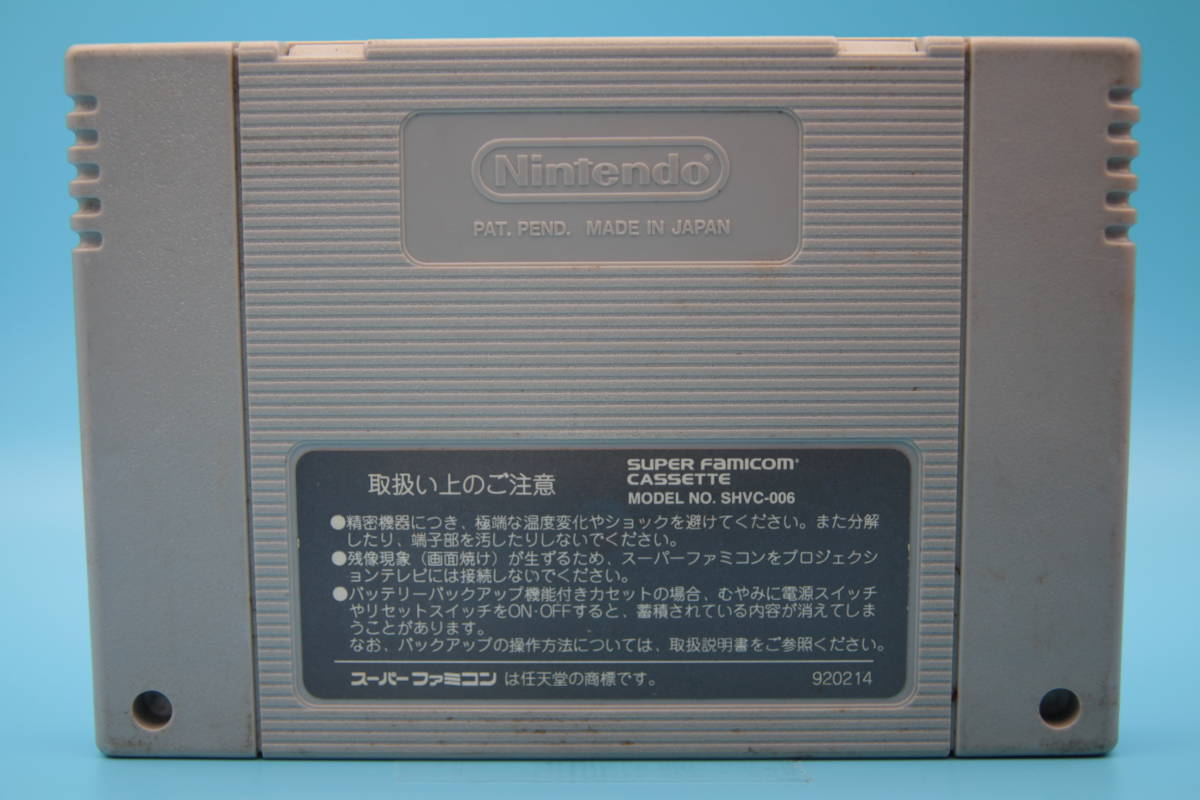 Nintendo®
PAT. PEND. MADE IN JAPAN
取扱い上のご注意
SUPER FAMICOM®
CASSETTE
MODEL NO. SHVC-006
●精密機器につき、極端な温度変化やショックを避けてください。また分解
したり、端子部を汚したりしないでください。
●残像現象（画面焼け）が生ずるため、スーパーファミコンをプロジェクシ
ョンテレビには接続しないでください。
●バッテリーバックアップ機能付きカセットの場合、むやみに電源スイッチ
やリセットスイッチをON・OFFすると、蓄積されている内容が消えてしま
うことがあります。
なお、バックアップの操作方法については、取扱説明書をご参照ください。
スーパーファミコン は任天堂の商標です。 920214